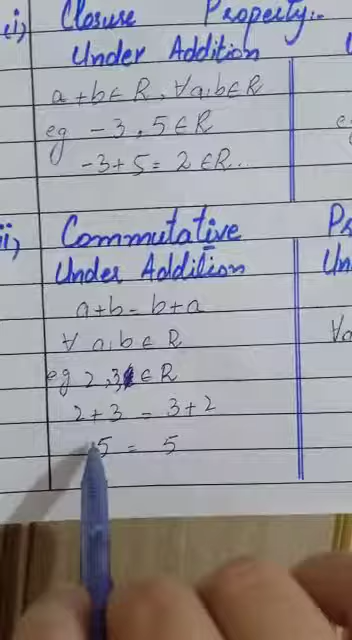 i) Closure Property:-
Under Addition
a + b ∈ R, ∀ a, b ∈ R
eg -3, 5 ∈ R
-3 + 5 = 2 ∈ R..
ii) Commutative
Under Addition Un
a + b = b + a
∀ a, b ∈ R
eg 2, 3 ∈ R
2 + 3 = 3 + 2
5 = 5